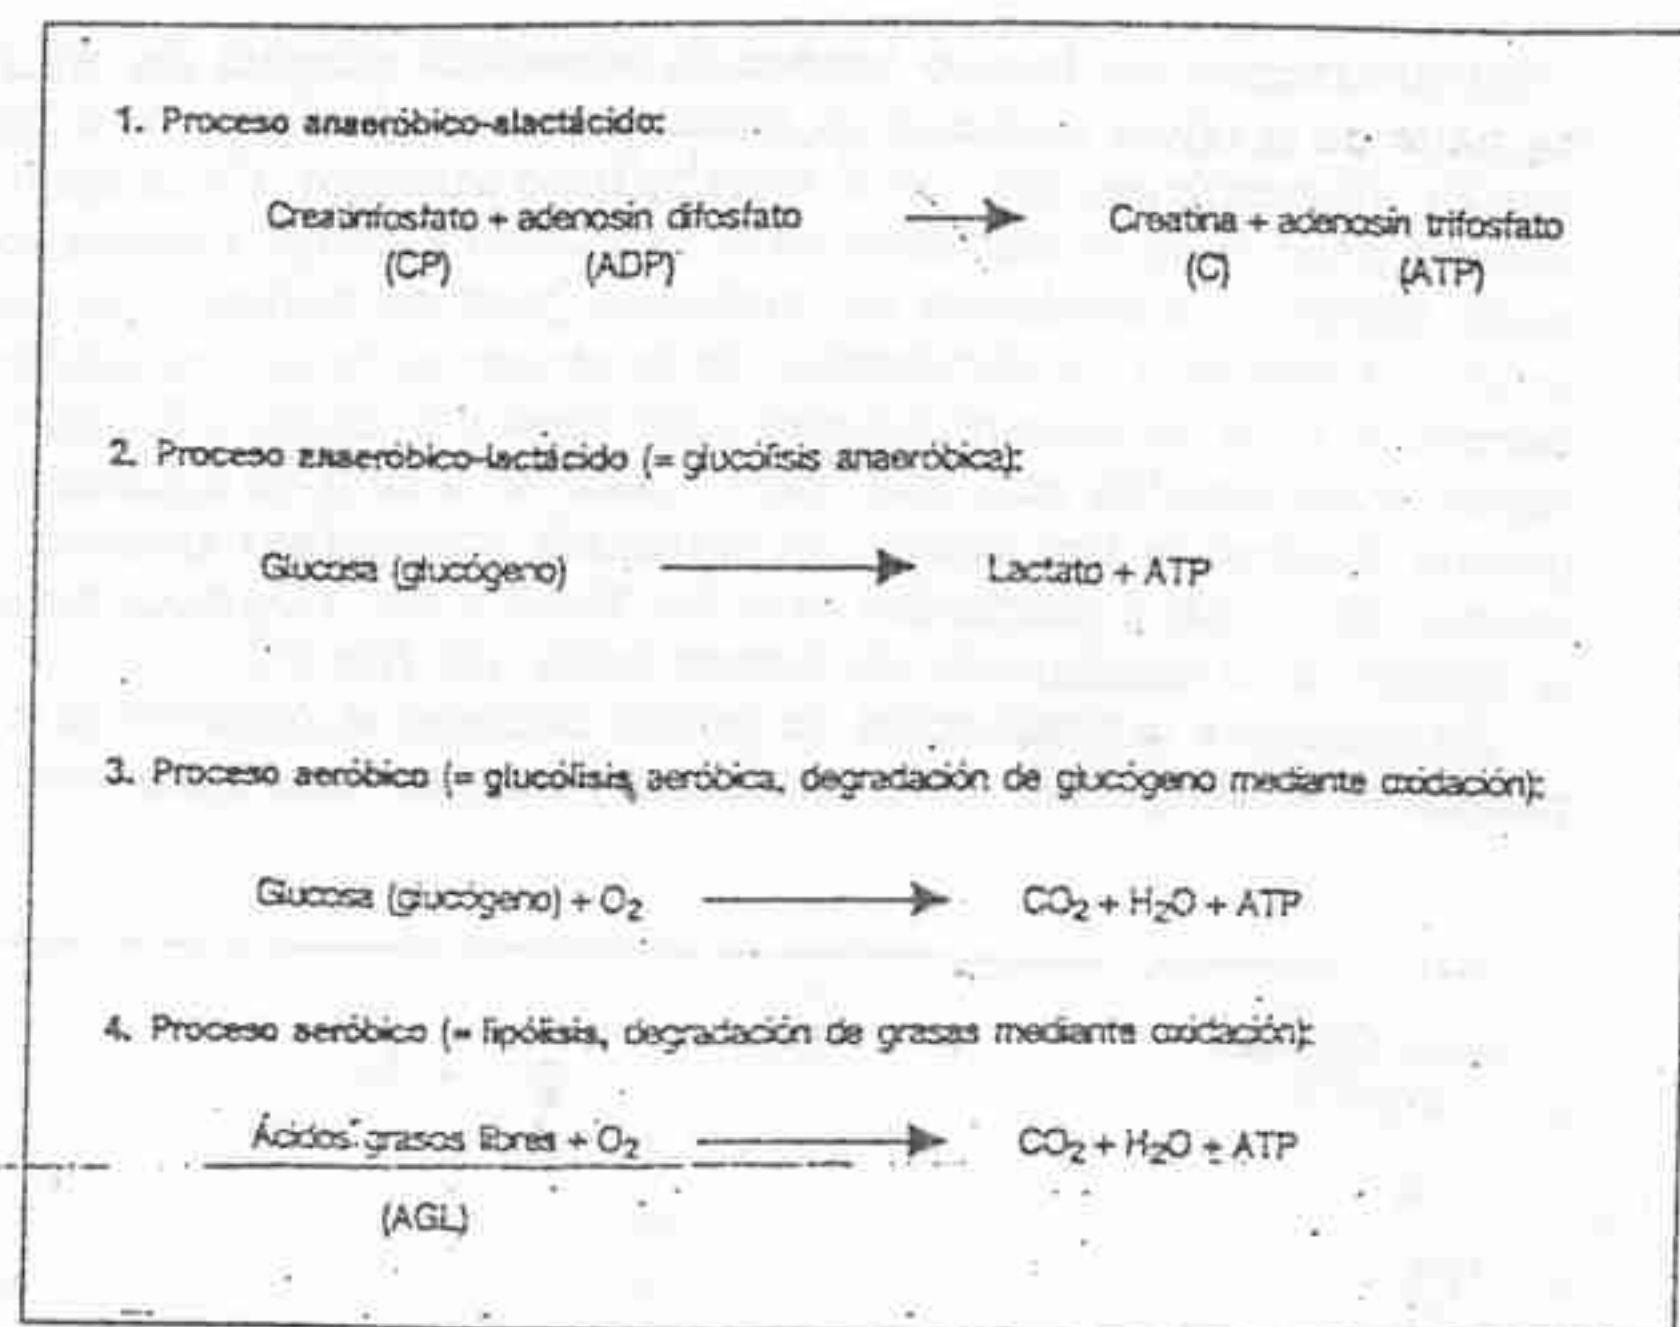 1. Proceso anaeróbico-alactácido:
Creatinfosfato + adenosin difosfato → Creatina + adenosin trifosfato
(CP) (ADP) (C) (ATP)
2. Proceso anaeróbico-lactácido (= glucólisis anaeróbica):
Glucosa (glucógeno) → Lactato + ATP
3. Proceso aeróbico (= glucólisis aeróbica, degradación de glucógeno mediante oxidación):
Glucosa (glucógeno) + O₂ → CO₂ + H₂O + ATP
4. Proceso aeróbico (= lipólisis, degradación de grasas mediante oxidación):
Ácidos grasos libres + O₂ → CO₂ + H₂O + ATP
(AGL)